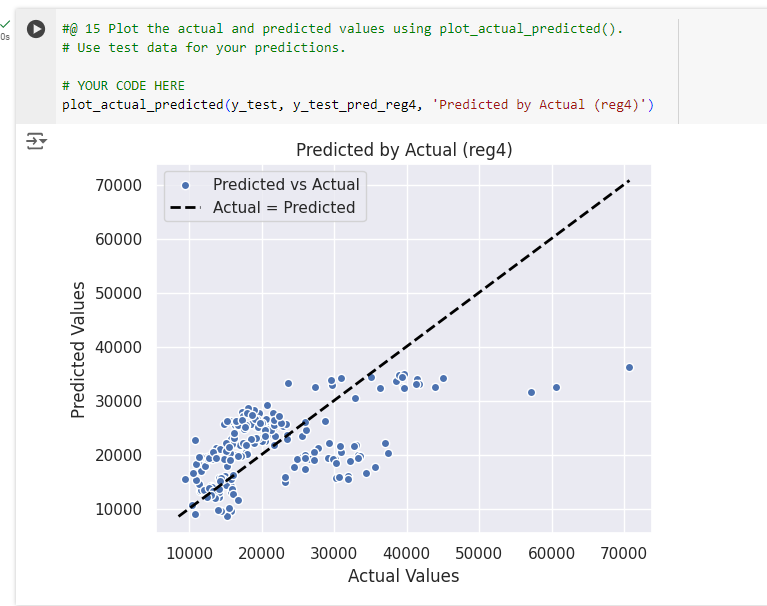 0s
#@ 15 Plot the actual and predicted values using plot_actual_predicted().
# Use test data for your predictions.
# YOUR CODE HERE
plot_actual_predicted(y_test, y_test_pred_reg4, 'Predicted by Actual (reg4)')
Predicted by Actual (reg4)
Predicted vs Actual
Actual = Predicted
70000
60000
50000
40000
30000
20000
10000
Predicted Values
10000 20000 30000 40000 50000 60000 70000
Actual Values